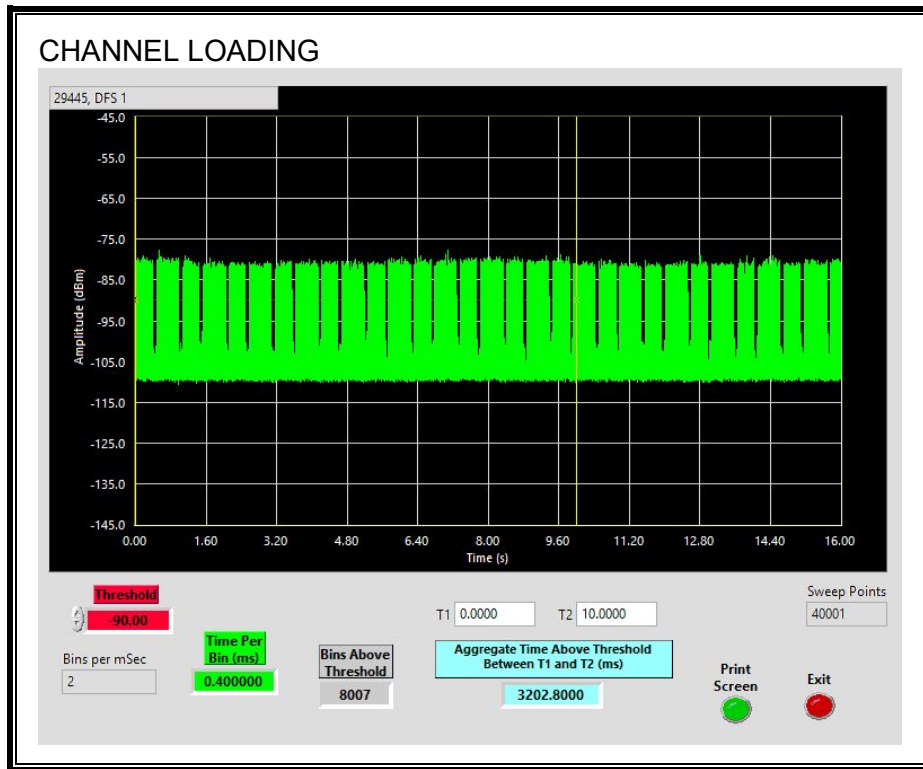 CHANNEL LOADING
29445, DFS 1
-45.0
-55.0
-65.0
-75.0
-85.0
-95.0
-105.0
-115.0
-125.0
-135.0
-145.0
Amplitude (dBm)
0.00 1.60 3.20 4.80 6.40 8.00 9.60 11.20 12.80 14.40 16.00
Time (s)
Threshold
-90.00
Bins per mSec
2
Time Per
Bin (ms)
0.400000
Bins Above
Threshold
8007
T1 0.0000 T2 10.0000
Aggregate Time Above Threshold
Between T1 and T2 (ms)
3202.8000
Sweep Points
40001
Print
Screen
Exit